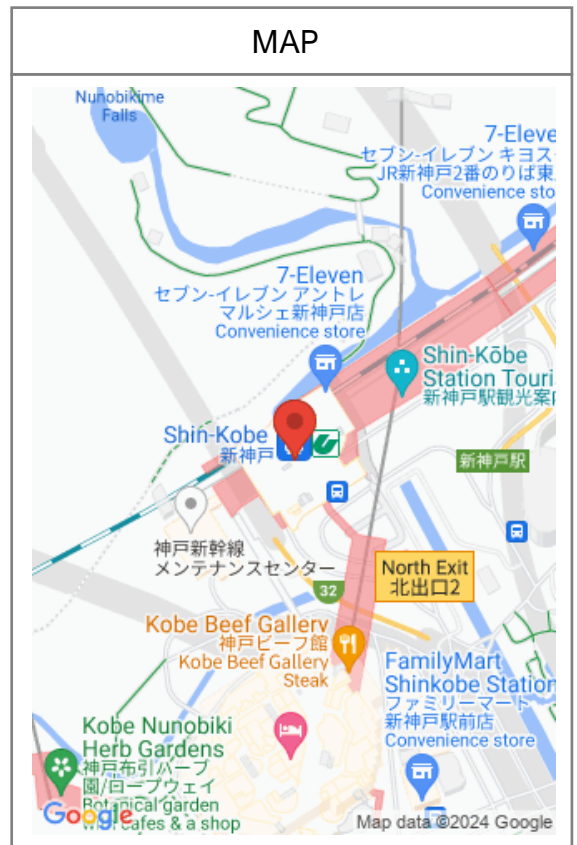 MAP
Nunobikime
Falls
7-Eleve
セブン-イレブン キヨス
JR新神戸2番のりば東
Convenience sto
7-Eleven
セブン-イレブン アントレ
マルシェ新神戸店
Convenience store
Shin-Kōbe
Station Touri
新神戸駅観光案
Shin-Kobe
新神戸
新神戸駅
神戸新幹線
メンテナンスセンター
32
North Exit
北出口2
Kobe Beef Gallery
神戸ビーフ館
Kobe Beef Gallery
Steak
FamilyMart
Shinkobe Station
ファミリーマート
新神戸駅前店
Convenience store
Kobe Nunobiki
Herb Gardens
神戸布引ハーブ
園/ロープウェイ
Botanical garden
with cafes & a shop
Google
Map data ©2024 Google